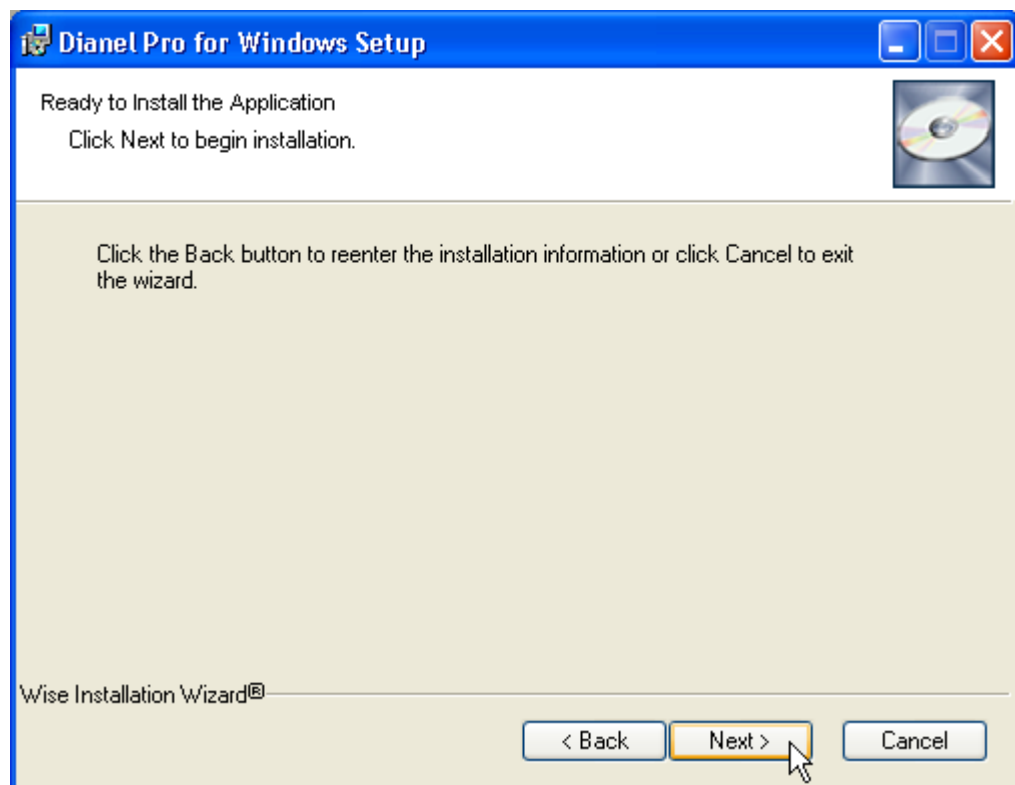 Dianel Pro for Windows Setup
Ready to Install the Application
Click Next to begin installation.
Click the Back button to reenter the installation information or click Cancel to exit
the wizard.
Wise Installation Wizard®
< Back
Next >
Cancel